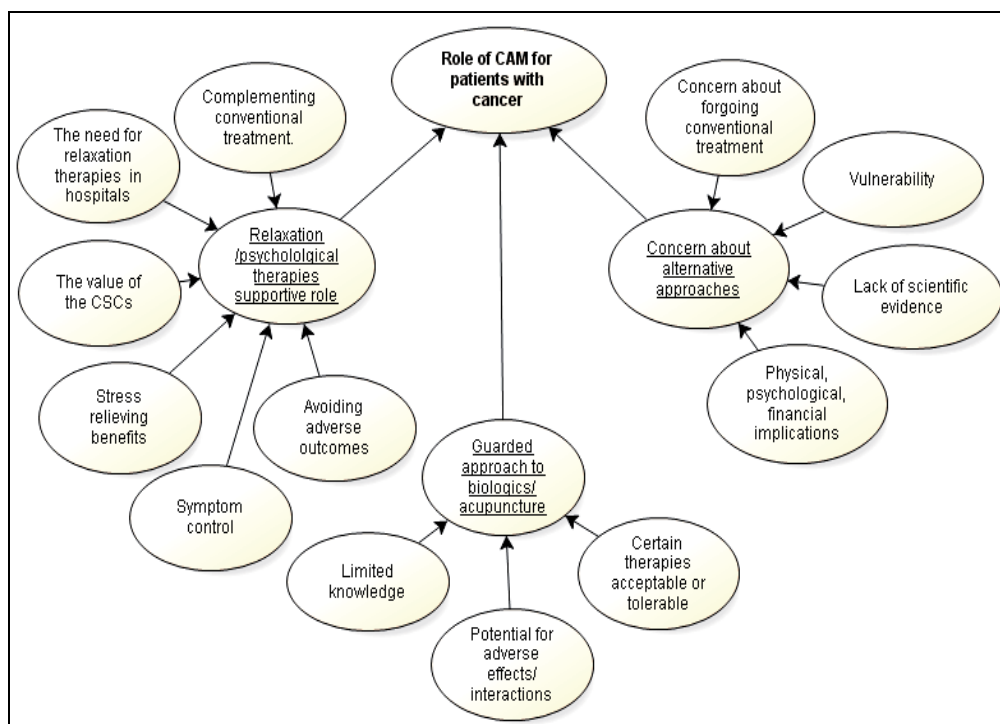 Role of CAM for
patients with
cancer
Complementing
conventional
treatment.
The need for
relaxation
therapies in
hospitals
The value of
the CSCs
Stress
relieving
benefits
Symptom
control
Avoiding
adverse
outcomes
Relaxation
/psychololgical
therapies
supportive role
Concern about
forgoing
conventional
treatment
Vulnerability
Lack of scientific
evidence
Physical,
psychological,
financial
implications
Concern about
alternative
approaches
Guarded
approach to
biologics/
acupuncture
Limited
knowledge
Potential for
adverse
effects/
interactions
Certain
therapies
acceptable or
tolerable